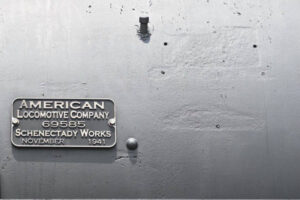 AMERICAN
LOCOMOTIVE COMPANY
69585
SCHENECTADY WORKS
NOVEMBER 1941